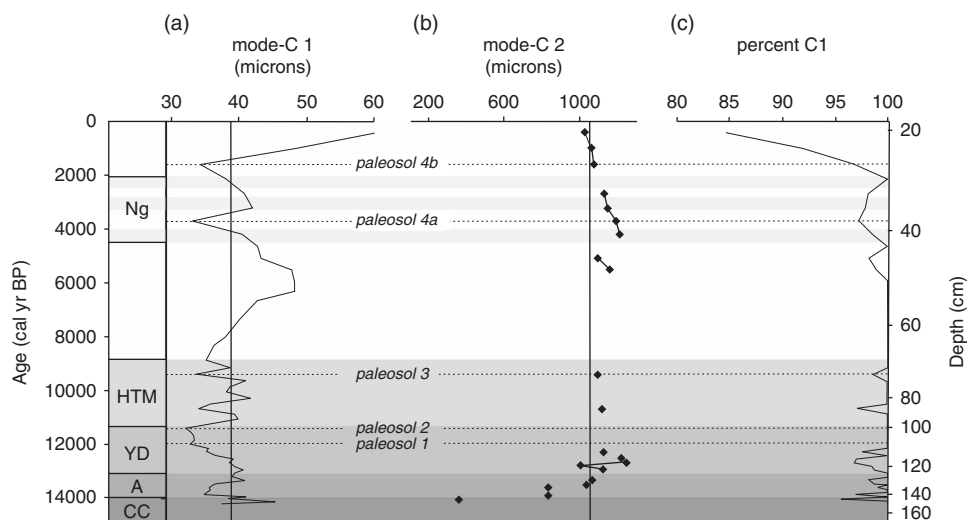 (a)
(b)
(c)
mode-C 1
(microns)
mode-C 2
(microns)
percent C1
30 40 50 60
200 600 1000
80 85 90 95 100
0
2000
4000
6000
8000
10000
12000
14000
Age (cal yr BP)
Ng
HTM
YD
A
CC
paleosol 4b
paleosol 4a
paleosol 3
paleosol 2
paleosol 1
20
40
60
80
100
120
140
160
Depth (cm)